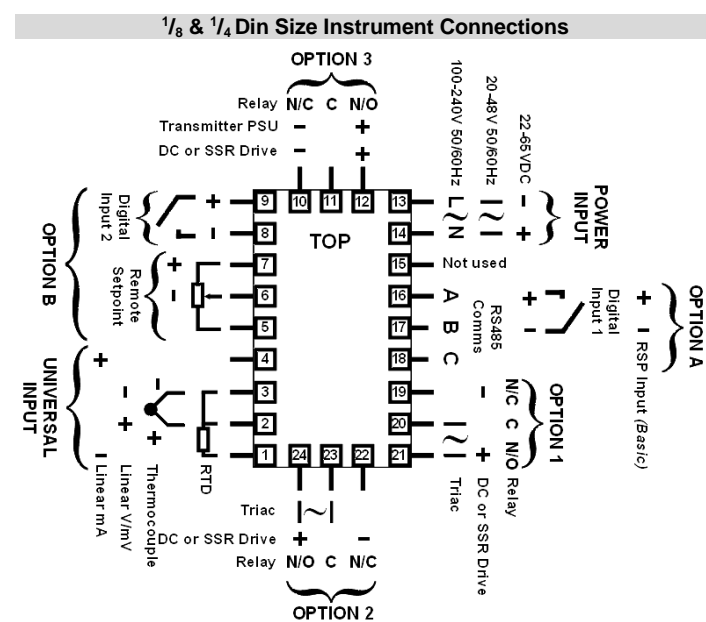 1/8 & 1/4 Din Size Instrument Connections
OPTION 3
Relay N/C C N/O
Transmitter PSU − +
DC or SSR Drive − +
100-240V 50/60Hz
20-48V 50/60Hz
22-65VDC
9 10 11 12 13 L − POWER INPUT
8 TOP 14 N +
Digital Input 2 + −
OPTION B
7 15 Not used
Remote Setpoint + −
6 16 A
5 17 B
4 18 C
RS485 Comms
+ − Digital Input 1
+ − RSP Input (Basic)
OPTION A
UNIVERSAL INPUT
3 19
2 20
1 24 23 22 21
+ − Linear mA
− + Linear V/mV
− + Thermocouple
RTD
Triac
− + DC or SSR Drive
N/C C N/O Relay
OPTION 1
Triac
DC or SSR Drive + −
Relay N/O C N/C
OPTION 2